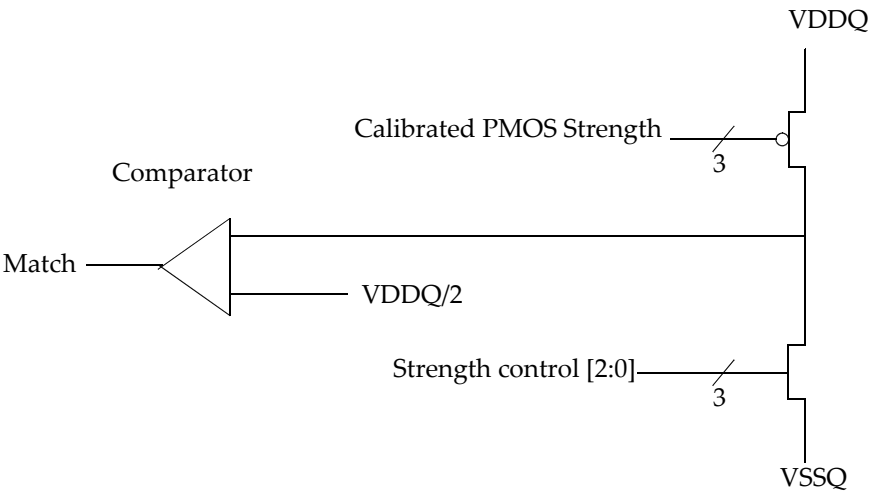 VDDQ
Calibrated PMOS Strength
3
Comparator
Match
VDDQ/2
Strength control [2:0]
3
VSSQ